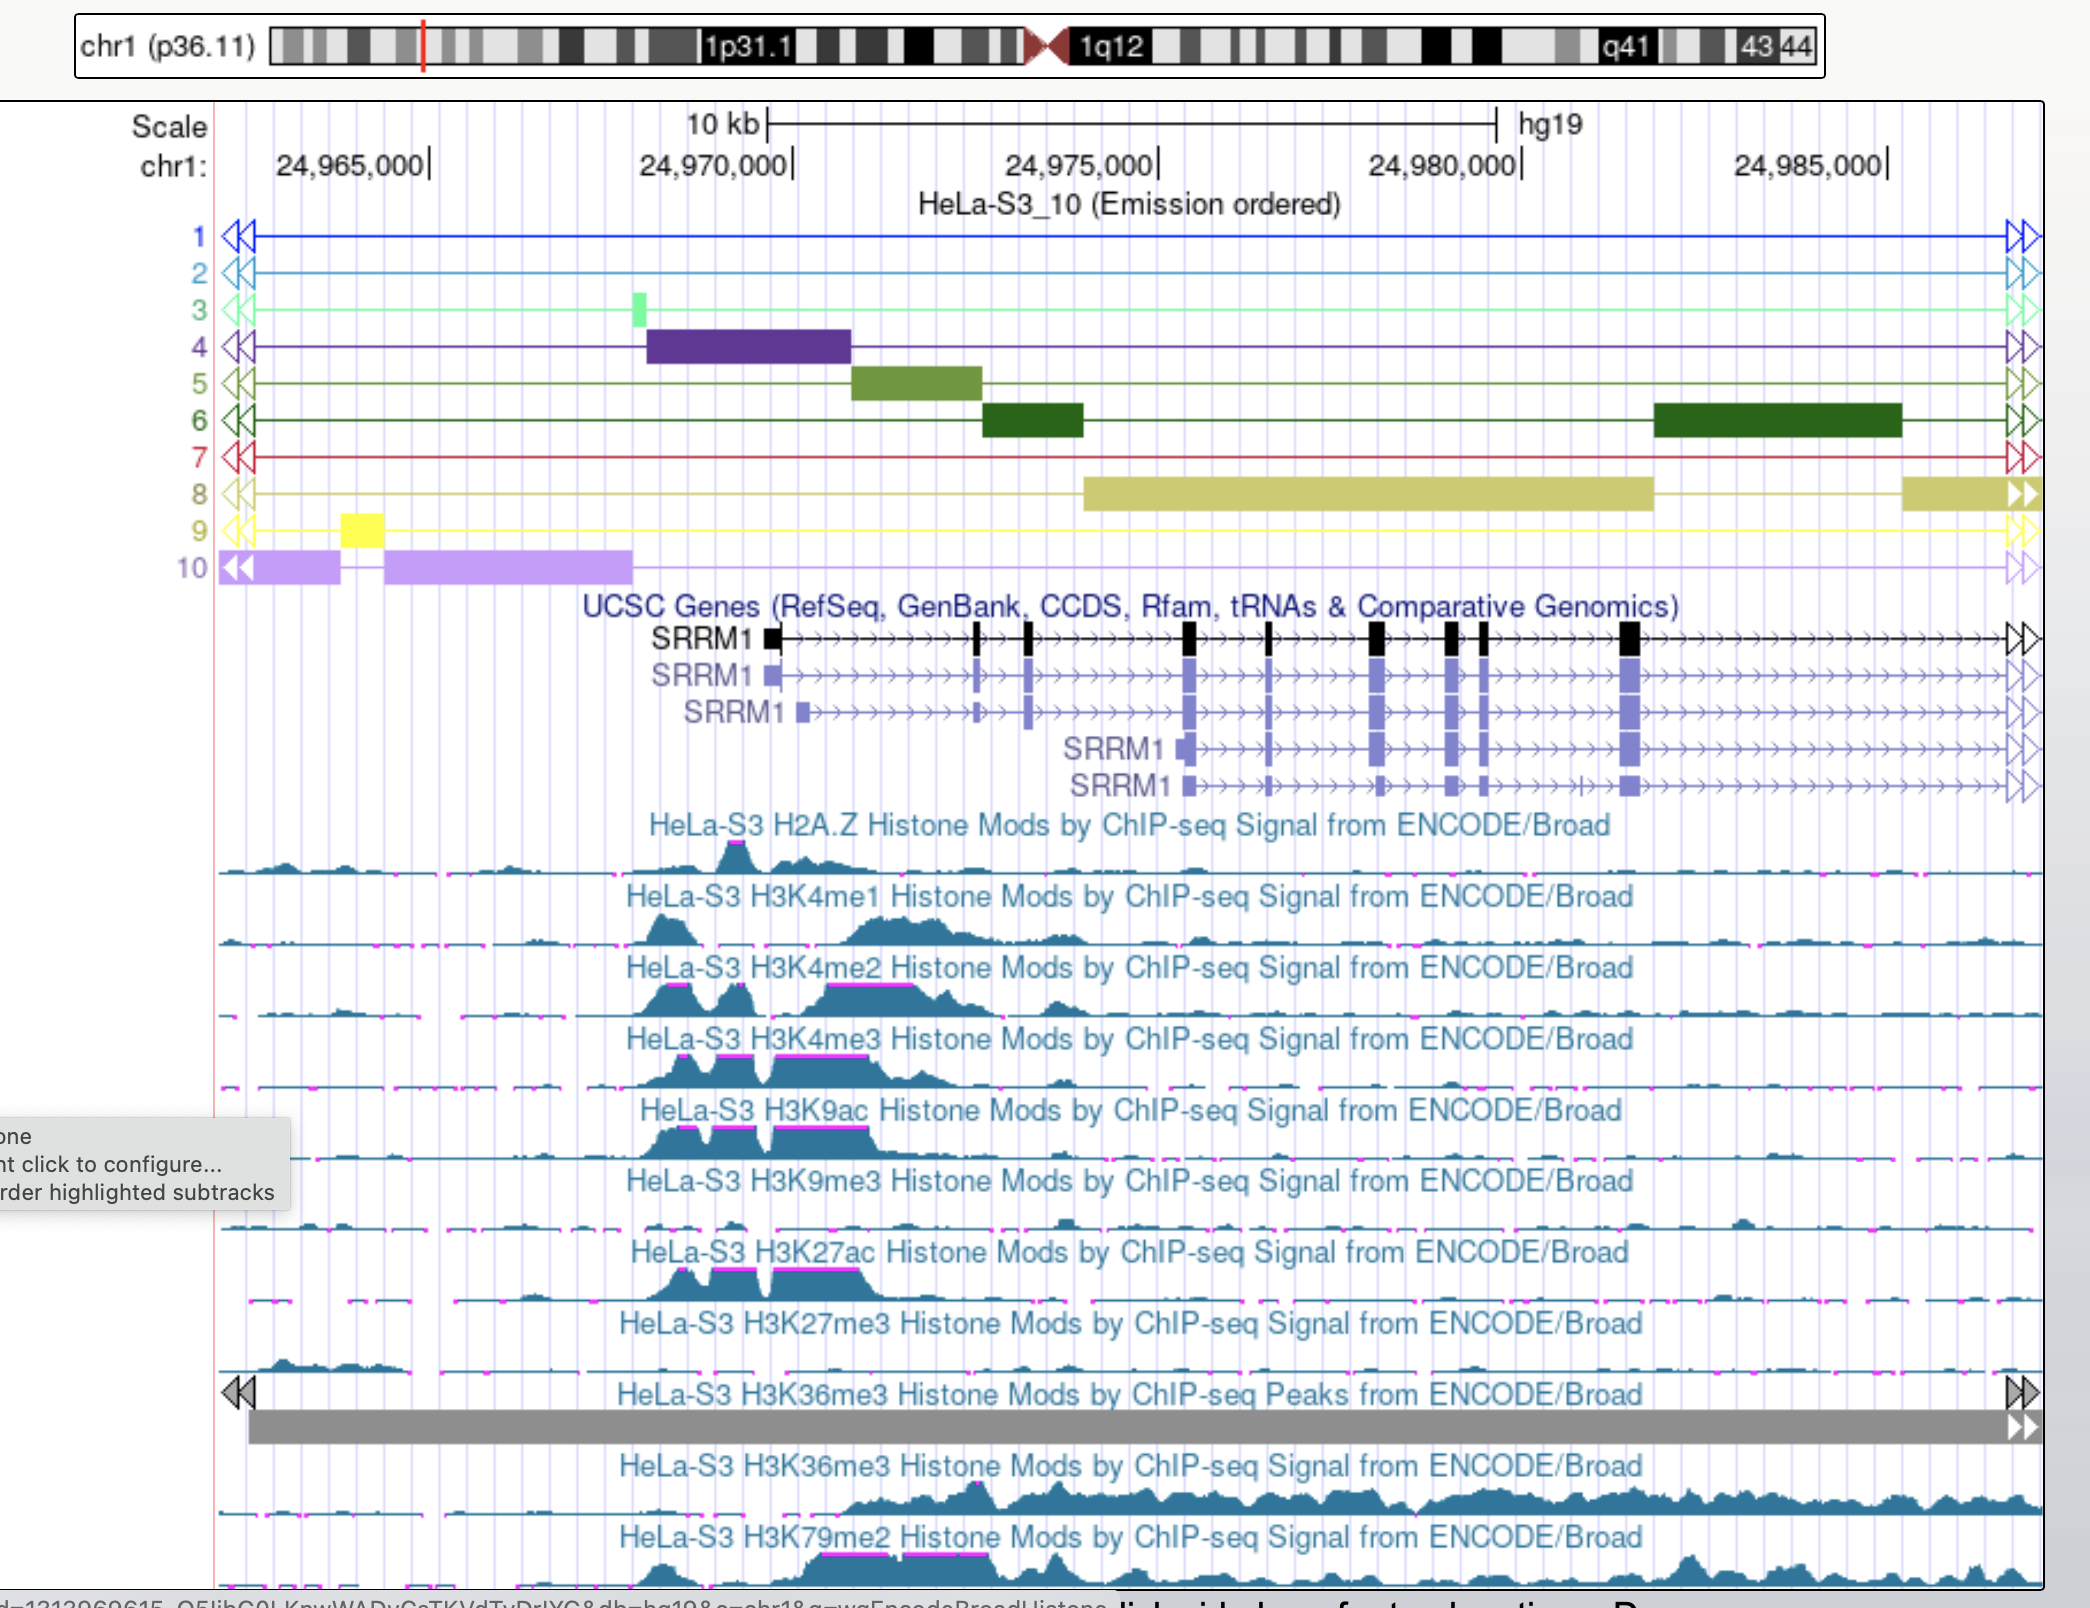 chr1 (p36.11) 1p31.1 1q12 q41 43 44
Scale 10 kb hg19
chr1: 24,965,000 24,970,000 24,975,000 24,980,000 24,985,000
HeLa-S3_10 (Emission ordered)
1
2
3
4
5
6
7
8
9
10
UCSC Genes (RefSeq, GenBank, CCDS, Rfam, tRNAs & Comparative Genomics)
SRRM1
SRRM1
SRRM1
SRRM1
SRRM1
HeLa-S3 H2A.Z Histone Mods by ChIP-seq Signal from ENCODE/Broad
HeLa-S3 H3K4me1 Histone Mods by ChIP-seq Signal from ENCODE/Broad
HeLa-S3 H3K4me2 Histone Mods by ChIP-seq Signal from ENCODE/Broad
HeLa-S3 H3K4me3 Histone Mods by ChIP-seq Signal from ENCODE/Broad
HeLa-S3 H3K9ac Histone Mods by ChIP-seq Signal from ENCODE/Broad
one
nt click to configure...
rder highlighted subtracks
HeLa-S3 H3K9me3 Histone Mods by ChIP-seq Signal from ENCODE/Broad
HeLa-S3 H3K27ac Histone Mods by ChIP-seq Signal from ENCODE/Broad
HeLa-S3 H3K27me3 Histone Mods by ChIP-seq Signal from ENCODE/Broad
HeLa-S3 H3K36me3 Histone Mods by ChIP-seq Peaks from ENCODE/Broad
HeLa-S3 H3K36me3 Histone Mods by ChIP-seq Signal from ENCODE/Broad
HeLa-S3 H3K79me2 Histone Mods by ChIP-seq Signal from ENCODE/Broad